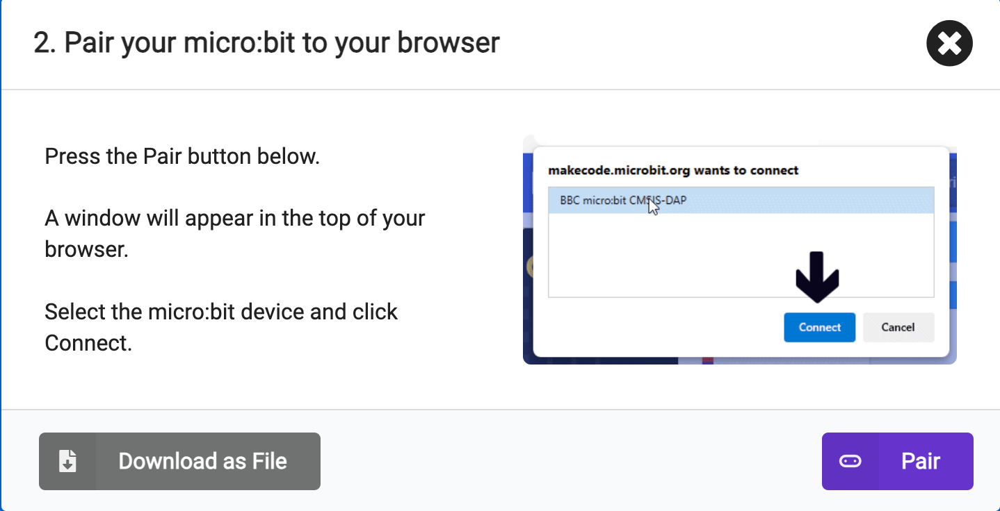 2. Pair your micro:bit to your browser
Press the Pair button below.
A window will appear in the top of your
browser.
Select the micro:bit device and click
Connect.
makecode.microbit.org wants to connect
BBC micro:bit CMSIS-DAP
Connect
Cancel
Download as File
Pair